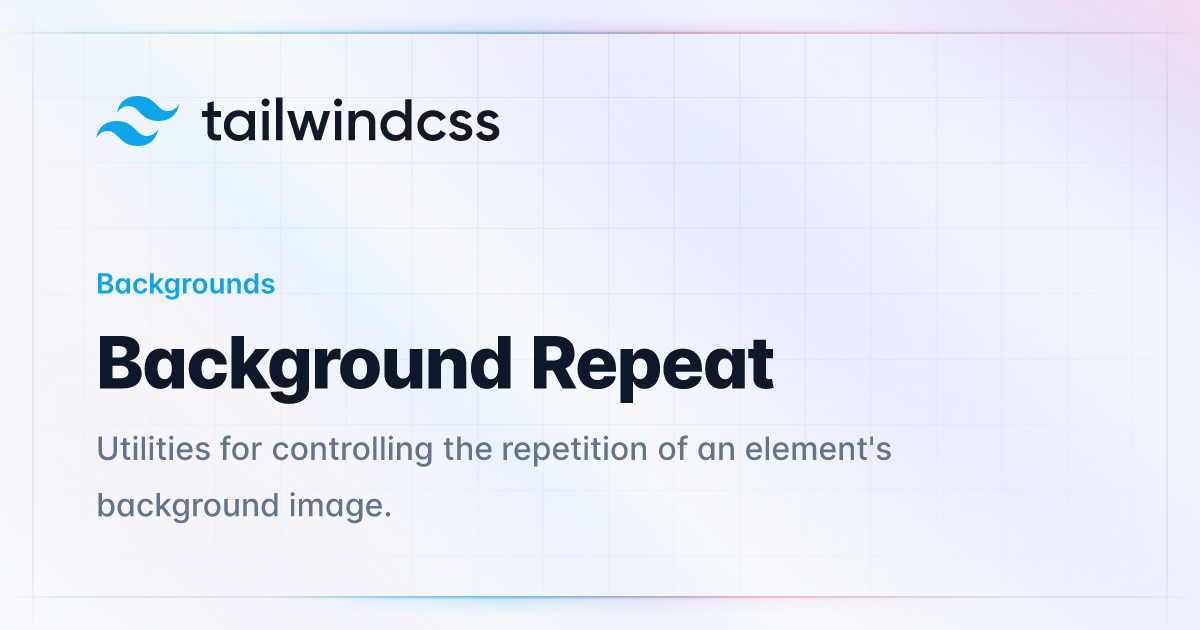 tailwindcss
Backgrounds
Background Repeat
Utilities for controlling the repetition of an element's
background image.